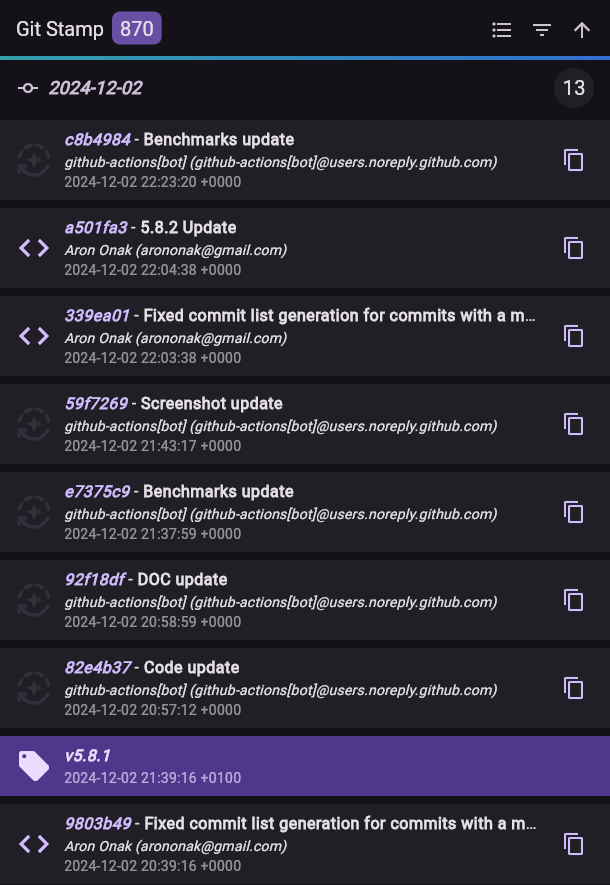 Git Stamp 870
2024-12-02 13
c8b4984 - Benchmarks update
github-actions[bot] (github-actions[bot]@users.noreply.github.com)
2024-12-02 22:23:20 +0000
a501fa3 - 5.8.2 Update
Aron Onak (arononak@gmail.com)
2024-12-02 22:04:38 +0000
339ea01 - Fixed commit list generation for commits with a m...
Aron Onak (arononak@gmail.com)
2024-12-02 22:03:38 +0000
59f7269 - Screenshot update
github-actions[bot] (github-actions[bot]@users.noreply.github.com)
2024-12-02 21:43:17 +0000
e7375c9 - Benchmarks update
github-actions[bot] (github-actions[bot]@users.noreply.github.com)
2024-12-02 21:37:59 +0000
92f18df - DOC update
github-actions[bot] (github-actions[bot]@users.noreply.github.com)
2024-12-02 20:58:59 +0000
82e4b37 - Code update
github-actions[bot] (github-actions[bot]@users.noreply.github.com)
2024-12-02 20:57:12 +0000
v5.8.1
2024-12-02 21:39:16 +0100
9803b49 - Fixed commit list generation for commits with a m...
Aron Onak (arononak@gmail.com)
2024-12-02 20:39:16 +0000